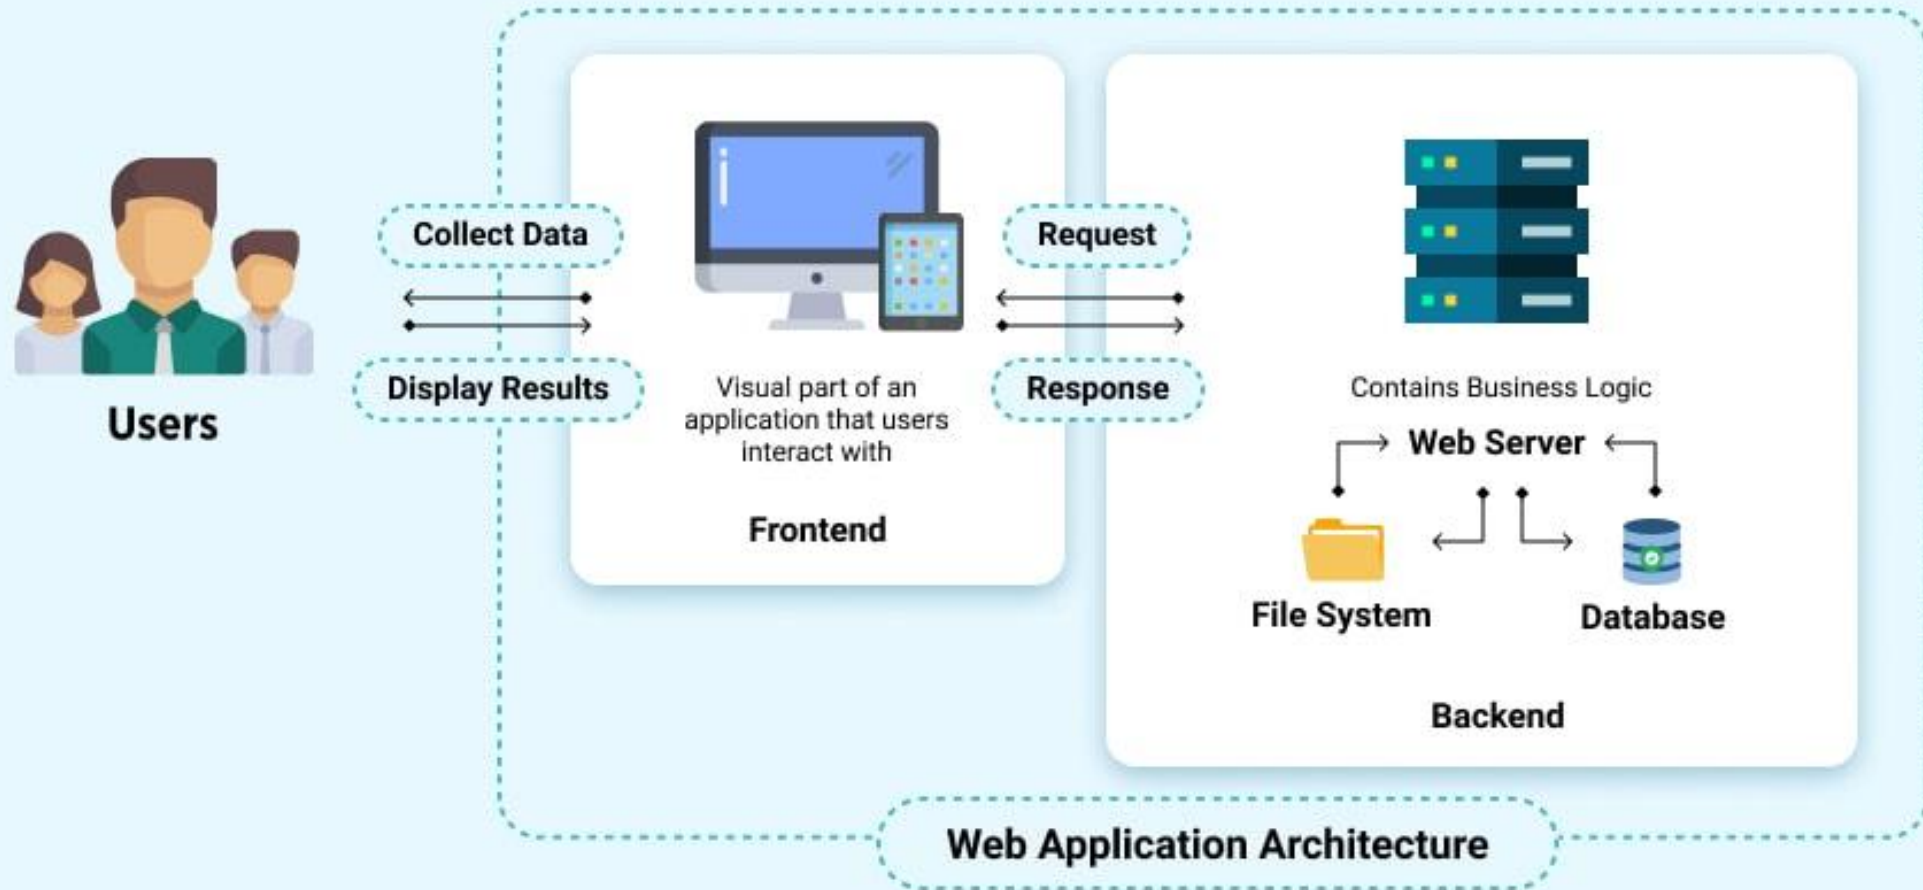 Users
Collect Data
Display Results
Visual part of an
application that users
interact with
Frontend
Request
Response
Contains Business Logic
Web Server
File System
Database
Backend
Web Application Architecture